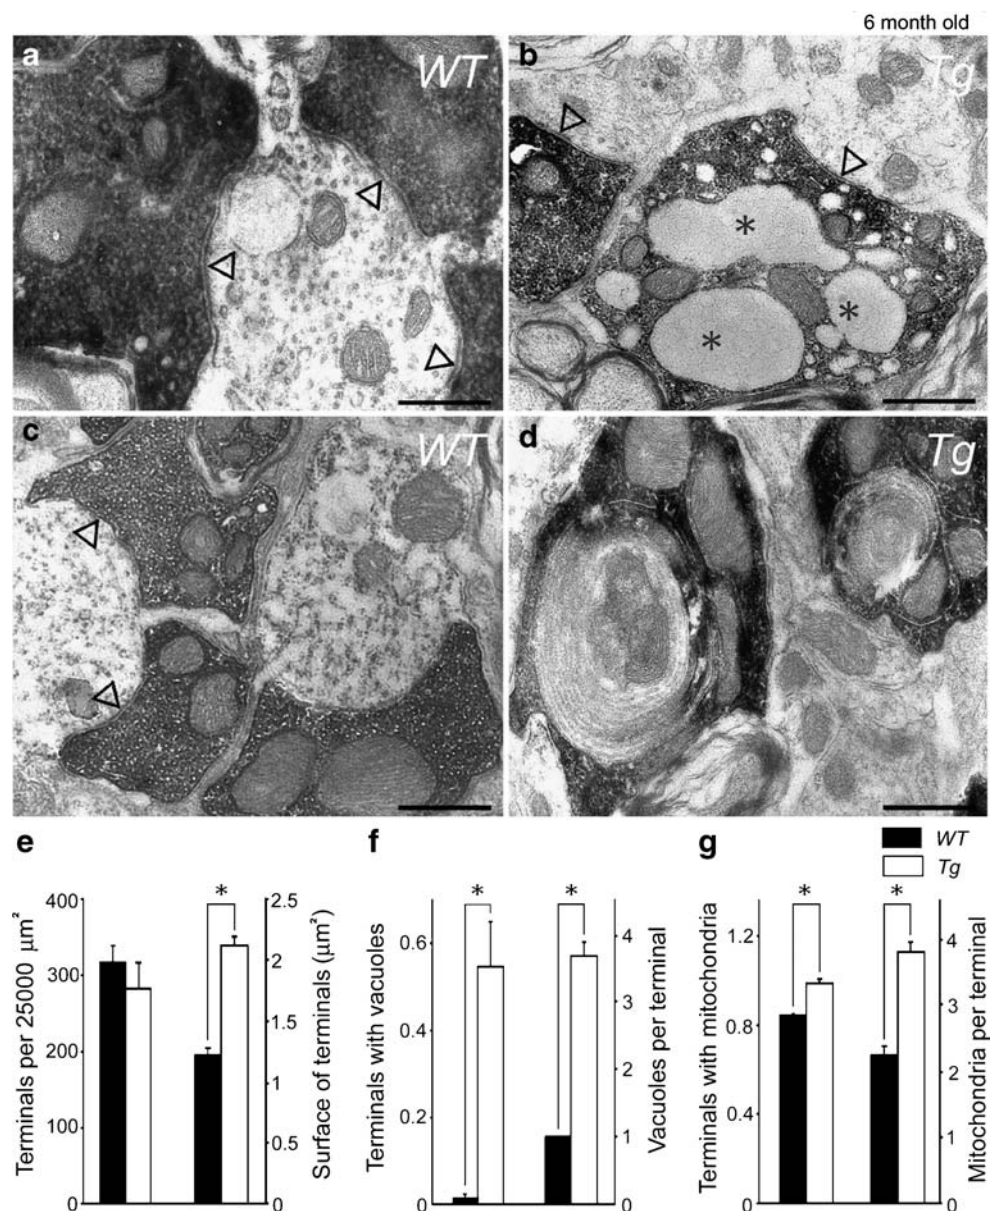 6 month old
a
WT
b
Tg
*
*
*
c
WT
d
Tg
e
f
g
WT
Tg
Terminals per 25000 µm²
400
300
200
100
0
*
2.5
2
1.5
1
0.5
0
Surface of terminals (µm²)
Terminals with vacuoles
0.6
0.4
0.2
0
*
*
4
3
2
1
0
Vacuoles per terminal
Terminals with mitochondria
1.2
0.8
0.4
0
*
*
4
3
2
1
0
Mitochondria per terminal